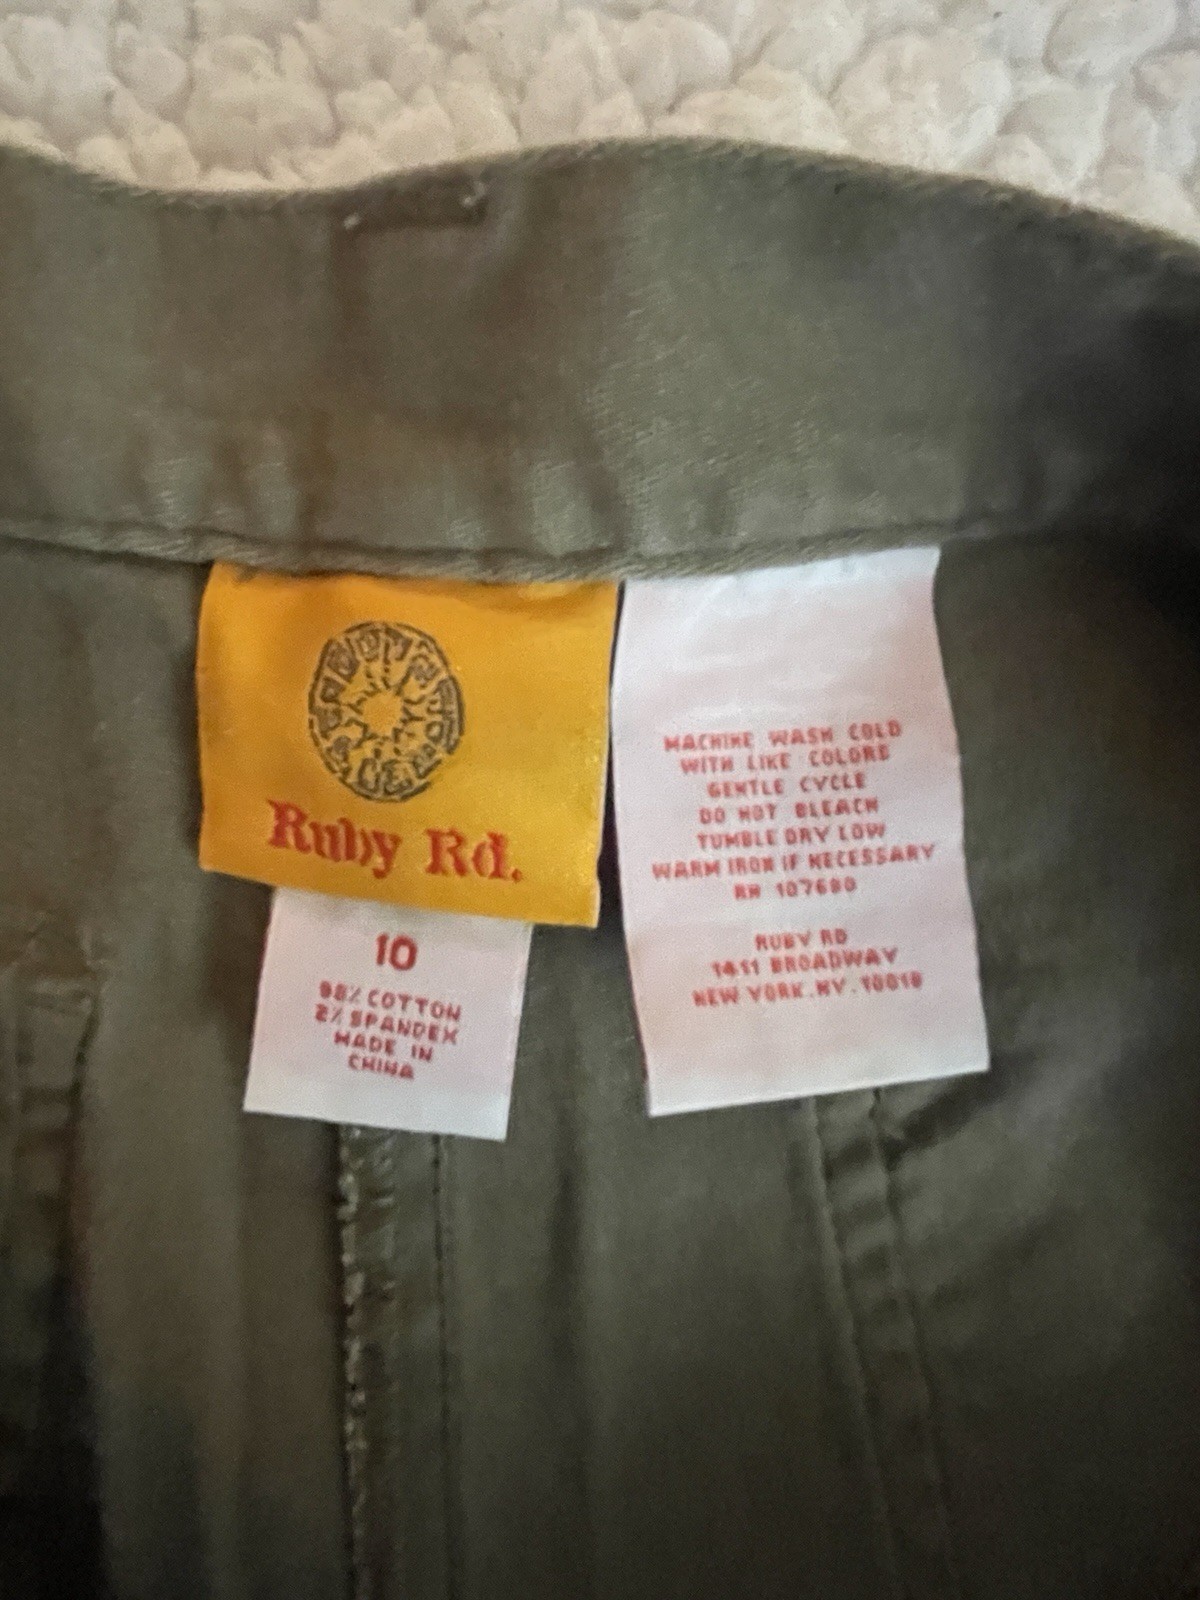 Ruby Rd.
10
98% COTTON
2% SPANDEX
MADE IN
CHINA
MACHINE WASH COLD
WITH LIKE COLORS
GENTLE CYCLE
DO NOT BLEACH
TUMBLE DRY LOW
WARM IRON IF NECESSARY
RN 107680
RUBY RD
1411 BROADWAY
NEW YORK.NY.10018